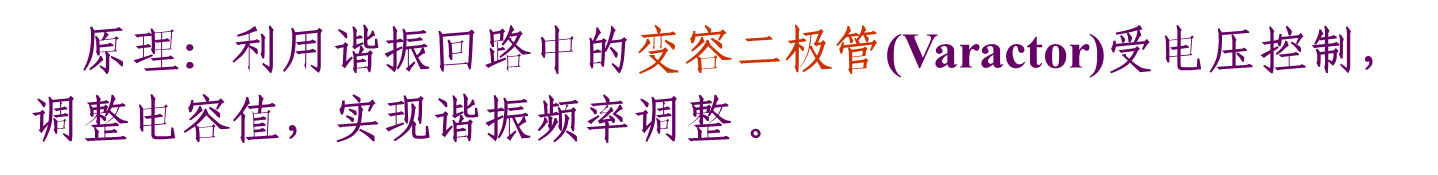 原理：利用谐振回路中的变容二极管(Varactor)受电压控制，
调整电容值，实现谐振频率调整。